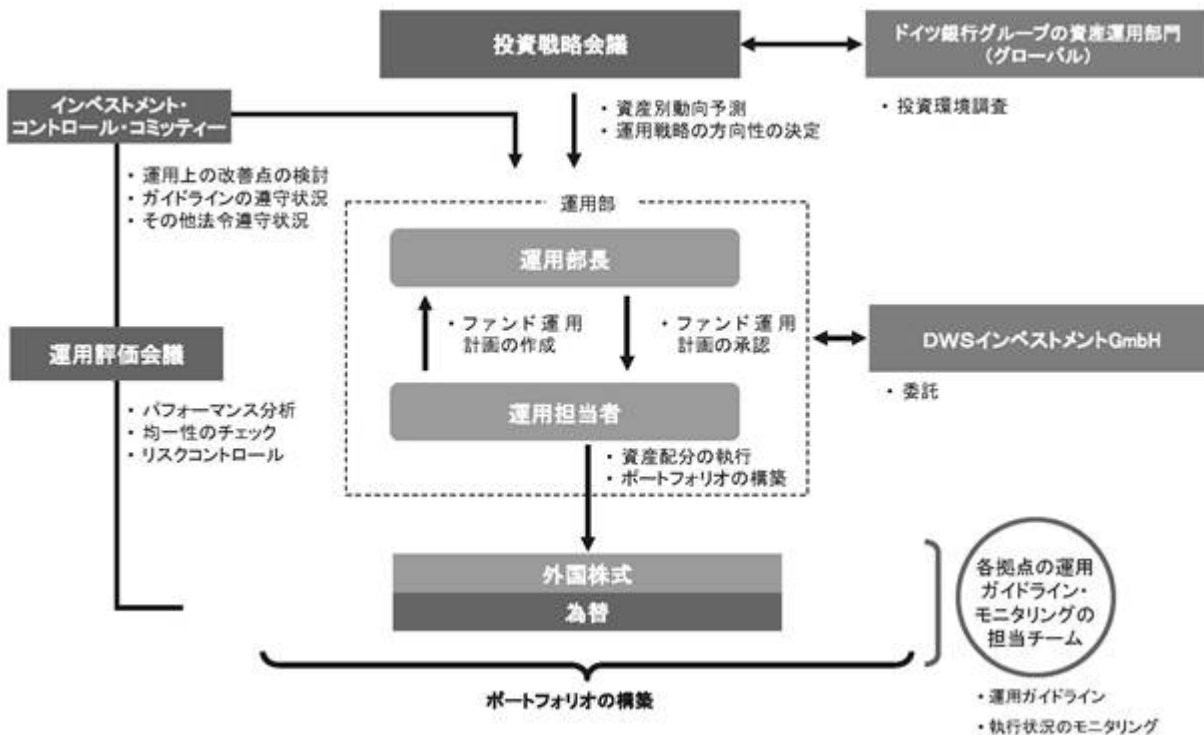 投資戦略会議
ドイツ銀行グループの資産運用部門
（グローバル）
・投資環境調査
インベストメント・
コントロール・コミッティー
・資産別動向予測
・運用戦略の方向性の決定
・運用上の改善点の検討
・ガイドラインの遵守状況
・その他法令遵守状況
運用部
運用部長
・ファンド運用
計画の作成
・ファンド運用
計画の承認
DWSインベストメントGmbH
・委託
運用評価会議
・パフォーマンス分析
・均一性のチェック
・リスクコントロール
運用担当者
・資産配分の執行
・ポートフォリオの構築
外国株式
為替
各拠点の運用
ガイドライン・
モニタリングの
担当チーム
・運用ガイドライン
・執行状況のモニタリング
ポートフォリオの構築